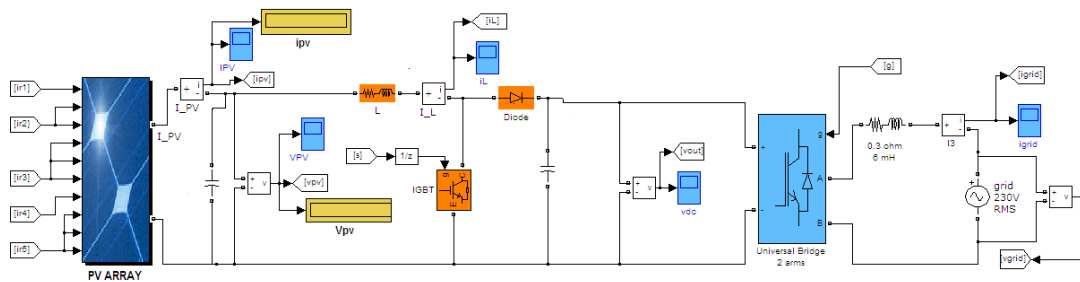 [ir1]
[ir2]
[ir3]
[ir4]
[ir5]
PV ARRAY
I_PV
+
-
i
I_PV
ipv
IPV
[ipv]
VPV
+
-
v
[vpv]
Vpv
L
+
-
i
I_L
[iL]
iL
[s]
1/z
IGBT
g
C
E
Diode
+
-
v
[vout]
vdc
[g]
g
+
-
A
B
Universal Bridge
2 arms
0.3 ohm
6 mH
+
-
i
I3
[igrid]
igrid
+
grid
230V
RMS
+
-
v
[vgrid]